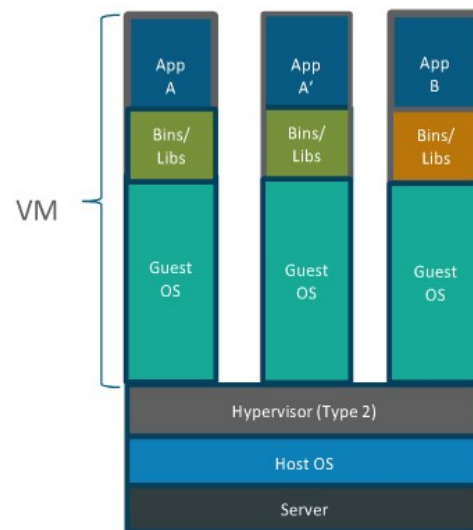 VM
App
A
App
A’
App
B
Bins/
Libs
Bins/
Libs
Bins/
Libs
Guest
OS
Guest
OS
Guest
OS
Hypervisor (Type 2)
Host OS
Server